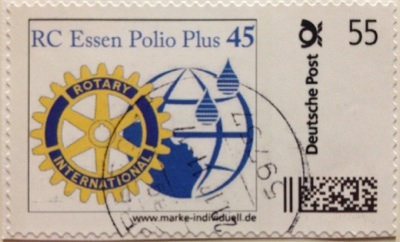 RC Essen Polio Plus 45
55
Deutsche Post
ROTARY
INTERNATIONAL
www.marke-individuell.de